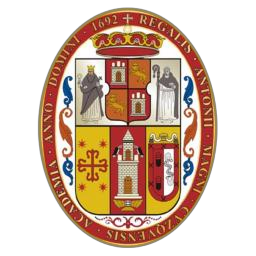 ✠ REGALIS · ANTONII · MAGNI · CVZQVENSIS · ACADEMIA · ANNO · DOMINI · 1692